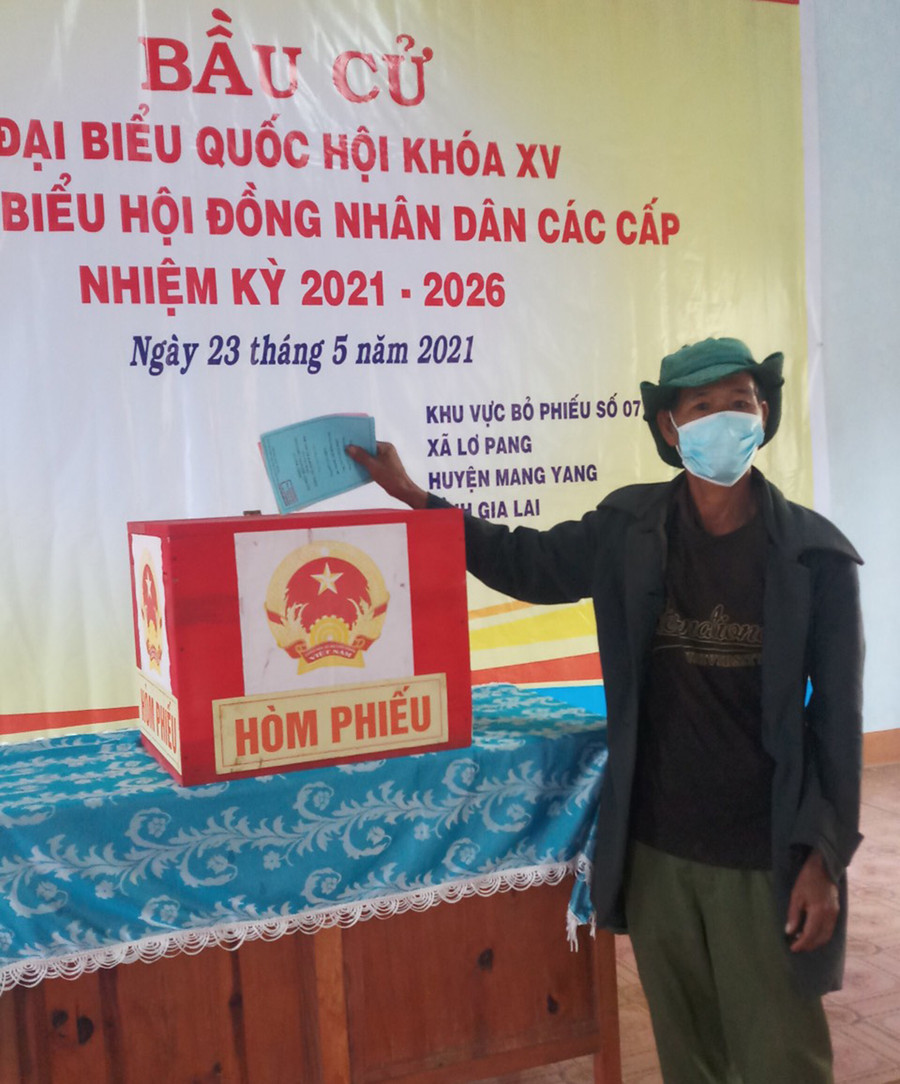 BẦU CỬ
ĐẠI BIỂU QUỐC HỘI KHÓA XV
BIỂU HỘI ĐỒNG NHÂN DÂN CÁC CẤP
NHIỆM KỲ 2021 - 2026
Ngày 23 tháng 5 năm 2021
KHU VỰC BỎ PHIẾU SỐ 07
XÃ LƠ PANG
HUYỆN MANG YANG
GIA LAI
VIỆT NAM
HÒM PHIẾU
HÒM PHIẾU